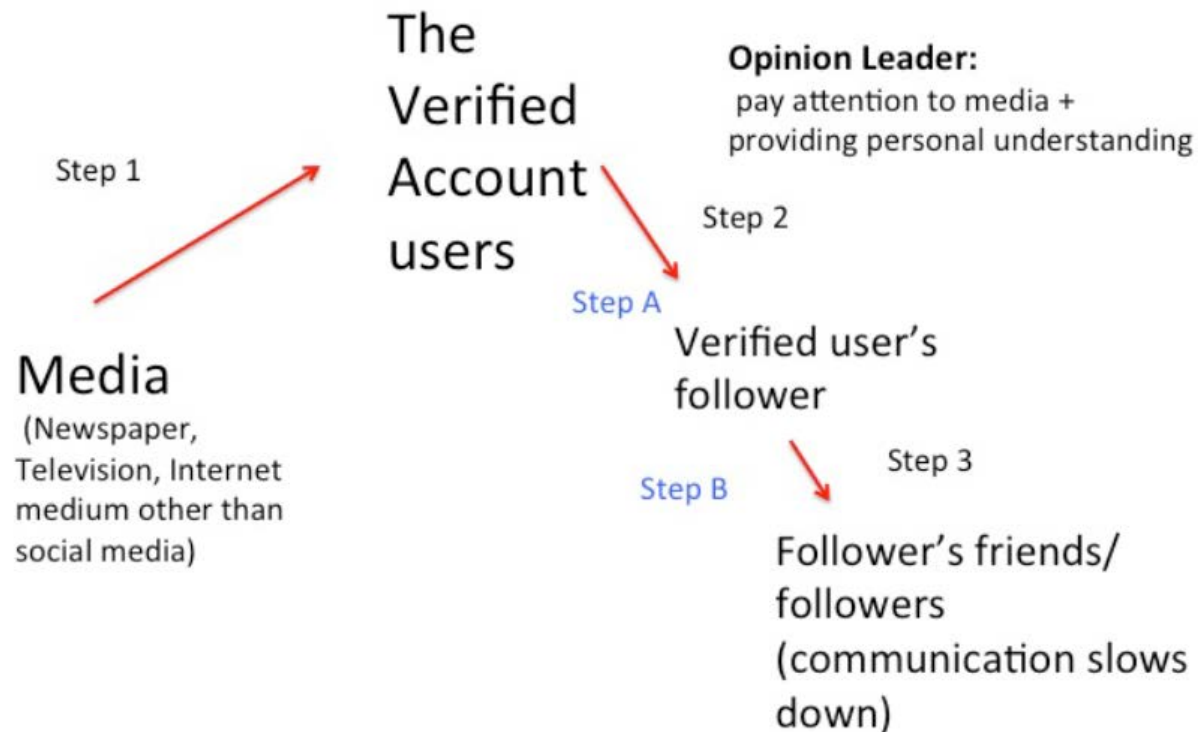 The
Verified
Account
users
Opinion Leader:
pay attention to media +
providing personal understanding
Step 1
Step 2
Step A
Verified user's
follower
Media
(Newspaper,
Television, Internet
medium other than
social media)
Step 3
Step B
Follower's friends/
followers
(communication slows
down)